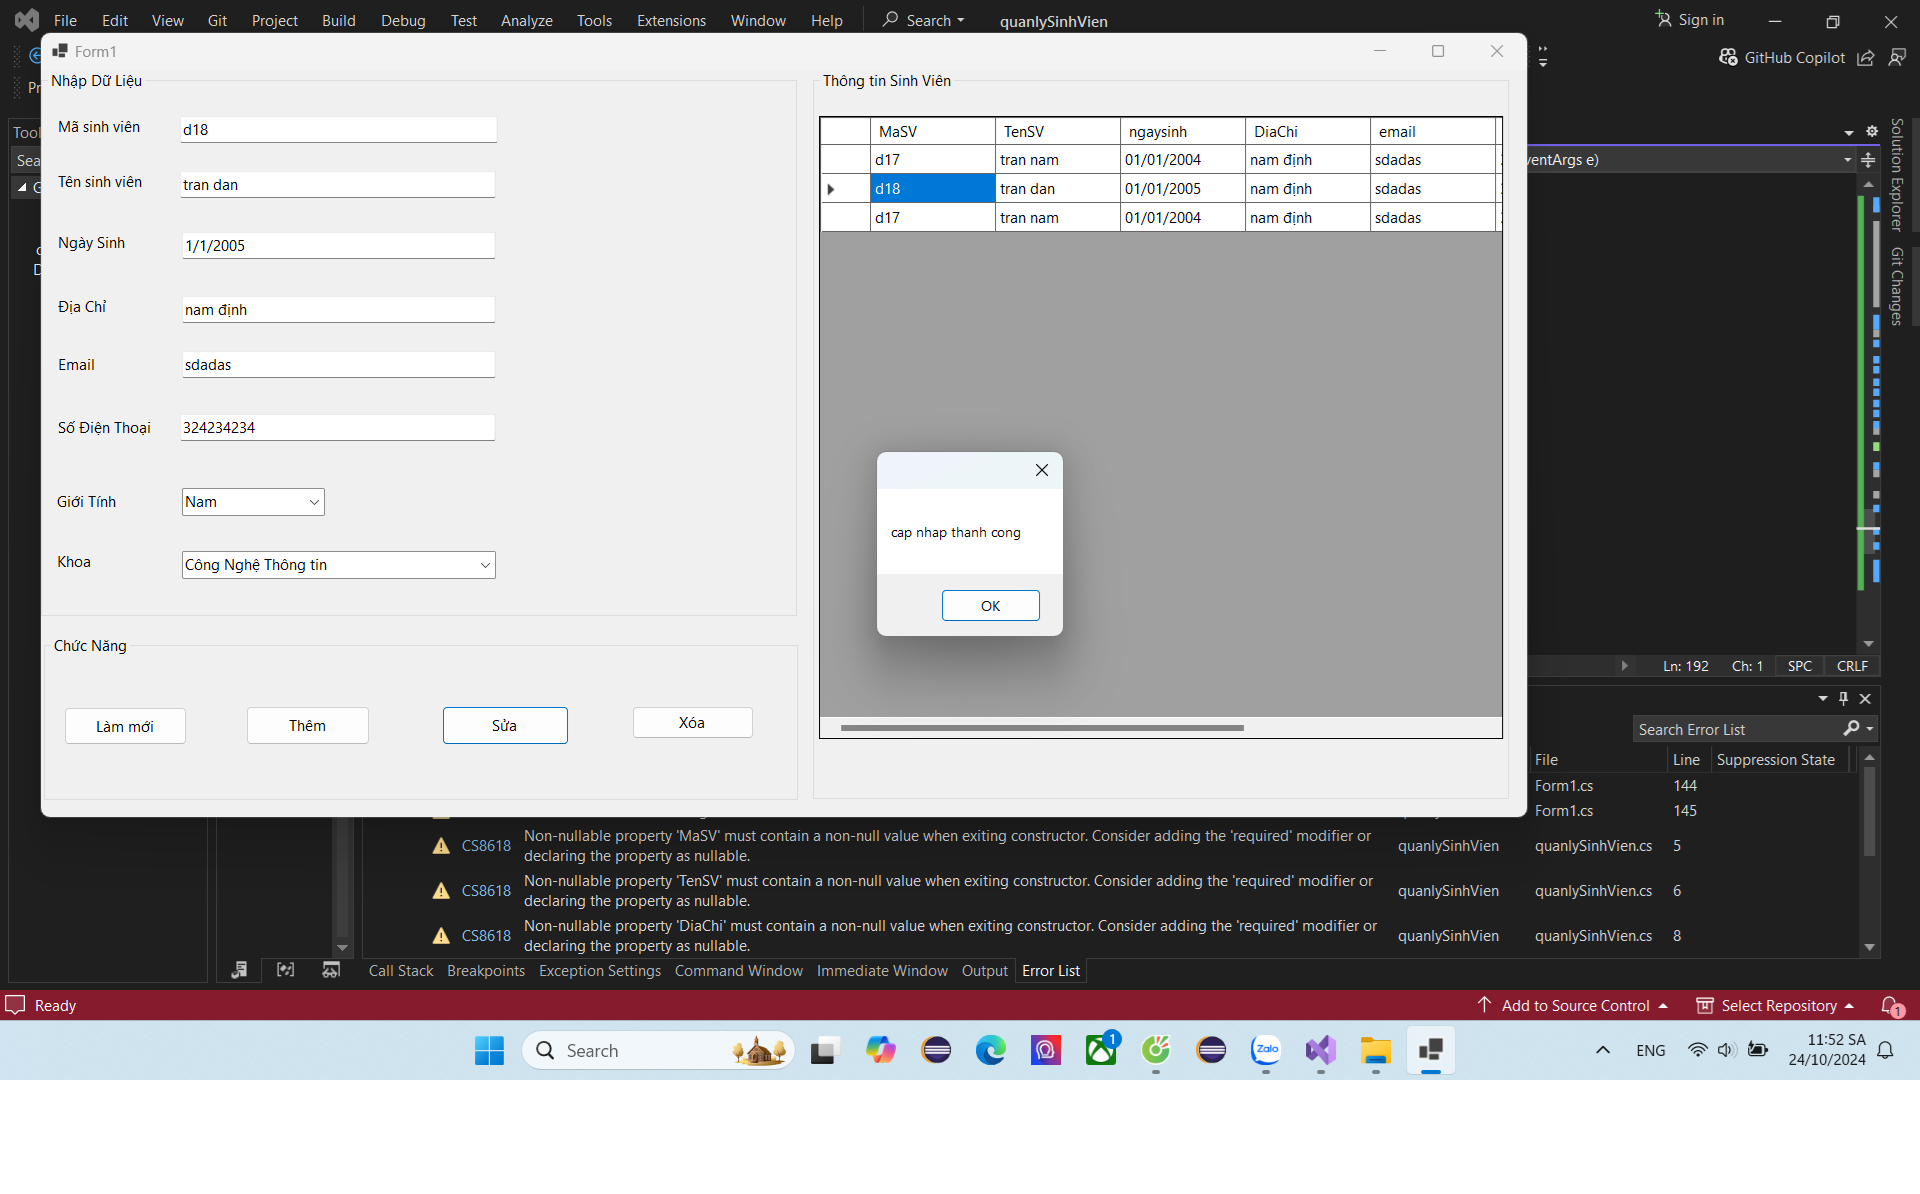 File Edit View Git Project Build Debug Test Analyze Tools Extensions Window Help Search quanlySinhVien Sign in
Form1
GitHub Copilot
Nhập Dữ Liệu
Mã sinh viên d18
Tên sinh viên tran dan
Ngày Sinh 1/1/2005
Địa Chỉ nam định
Email sdadas
Số Điện Thoại 324234234
Giới Tính Nam
Khoa Công Nghệ Thông tin
Chức Năng
Làm mới Thêm Sửa Xóa
Thông tin Sinh Viên
MaSV TenSV ngaysinh DiaChi email
d17 tran nam 01/01/2004 nam định sdadas
d18 tran dan 01/01/2005 nam định sdadas
d17 tran nam 01/01/2004 nam định sdadas
cap nhap thanh cong
OK
ventArgs e)
Solution Explorer
Git Changes
Ln: 192 Ch: 1 SPC CRLF
Search Error List
File Line Suppression State
Form1.cs 144
Form1.cs 145
CS8618 Non-nullable property 'MaSV' must contain a non-null value when exiting constructor. Consider adding the 'required' modifier or
declaring the property as nullable. quanlySinhVien quanlySinhVien.cs 5
CS8618 Non-nullable property 'TenSV' must contain a non-null value when exiting constructor. Consider adding the 'required' modifier or
declaring the property as nullable. quanlySinhVien quanlySinhVien.cs 6
CS8618 Non-nullable property 'DiaChi' must contain a non-null value when exiting constructor. Consider adding the 'required' modifier or
declaring the property as nullable. quanlySinhVien quanlySinhVien.cs 8
Call Stack Breakpoints Exception Settings Command Window Immediate Window Output Error List
Ready Add to Source Control Select Repository 1
Search 1 Zalo ENG 11:52 SA
24/10/2024